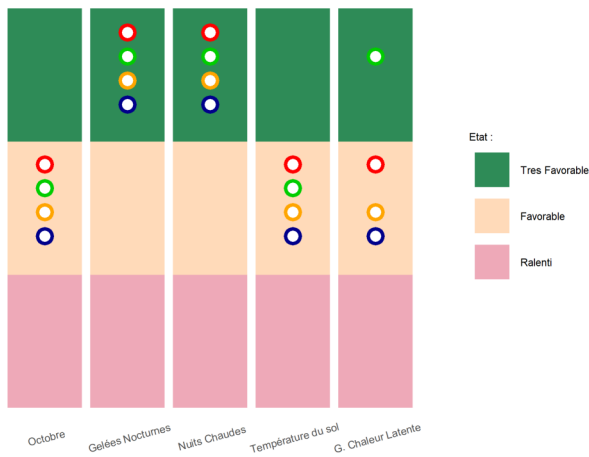 Etat :
Tres Favorable
Favorable
Ralenti
Octobre
Gelées Nocturnes
Nuits Chaudes
Température du sol
G. Chaleur Latente